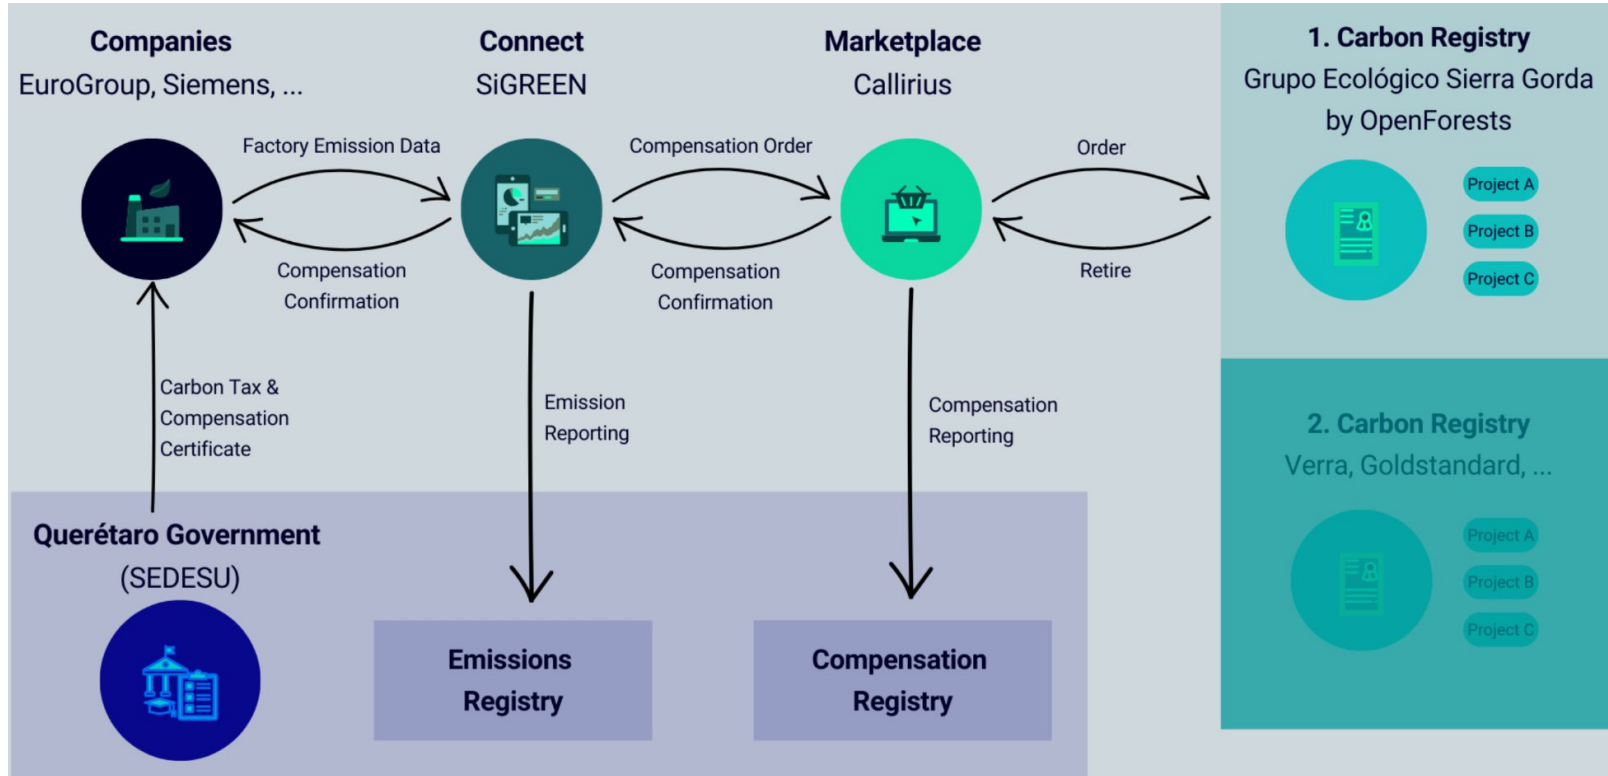 Companies
EuroGroup, Siemens, ...
Connect
SiGREEN
Marketplace
Callirius
1. Carbon Registry
Grupo Ecológico Sierra Gorda
by OpenForests
Factory Emission Data
Compensation Order
Order
Project A
Project B
Project C
Compensation
Confirmation
Compensation
Confirmation
Retire
Carbon Tax &
Compensation
Certificate
Emission
Reporting
Compensation
Reporting
2. Carbon Registry
Verra, Goldstandard, ...
Project A
Project B
Project C
Querétaro Government
(SEDESU)
Emissions
Registry
Compensation
Registry